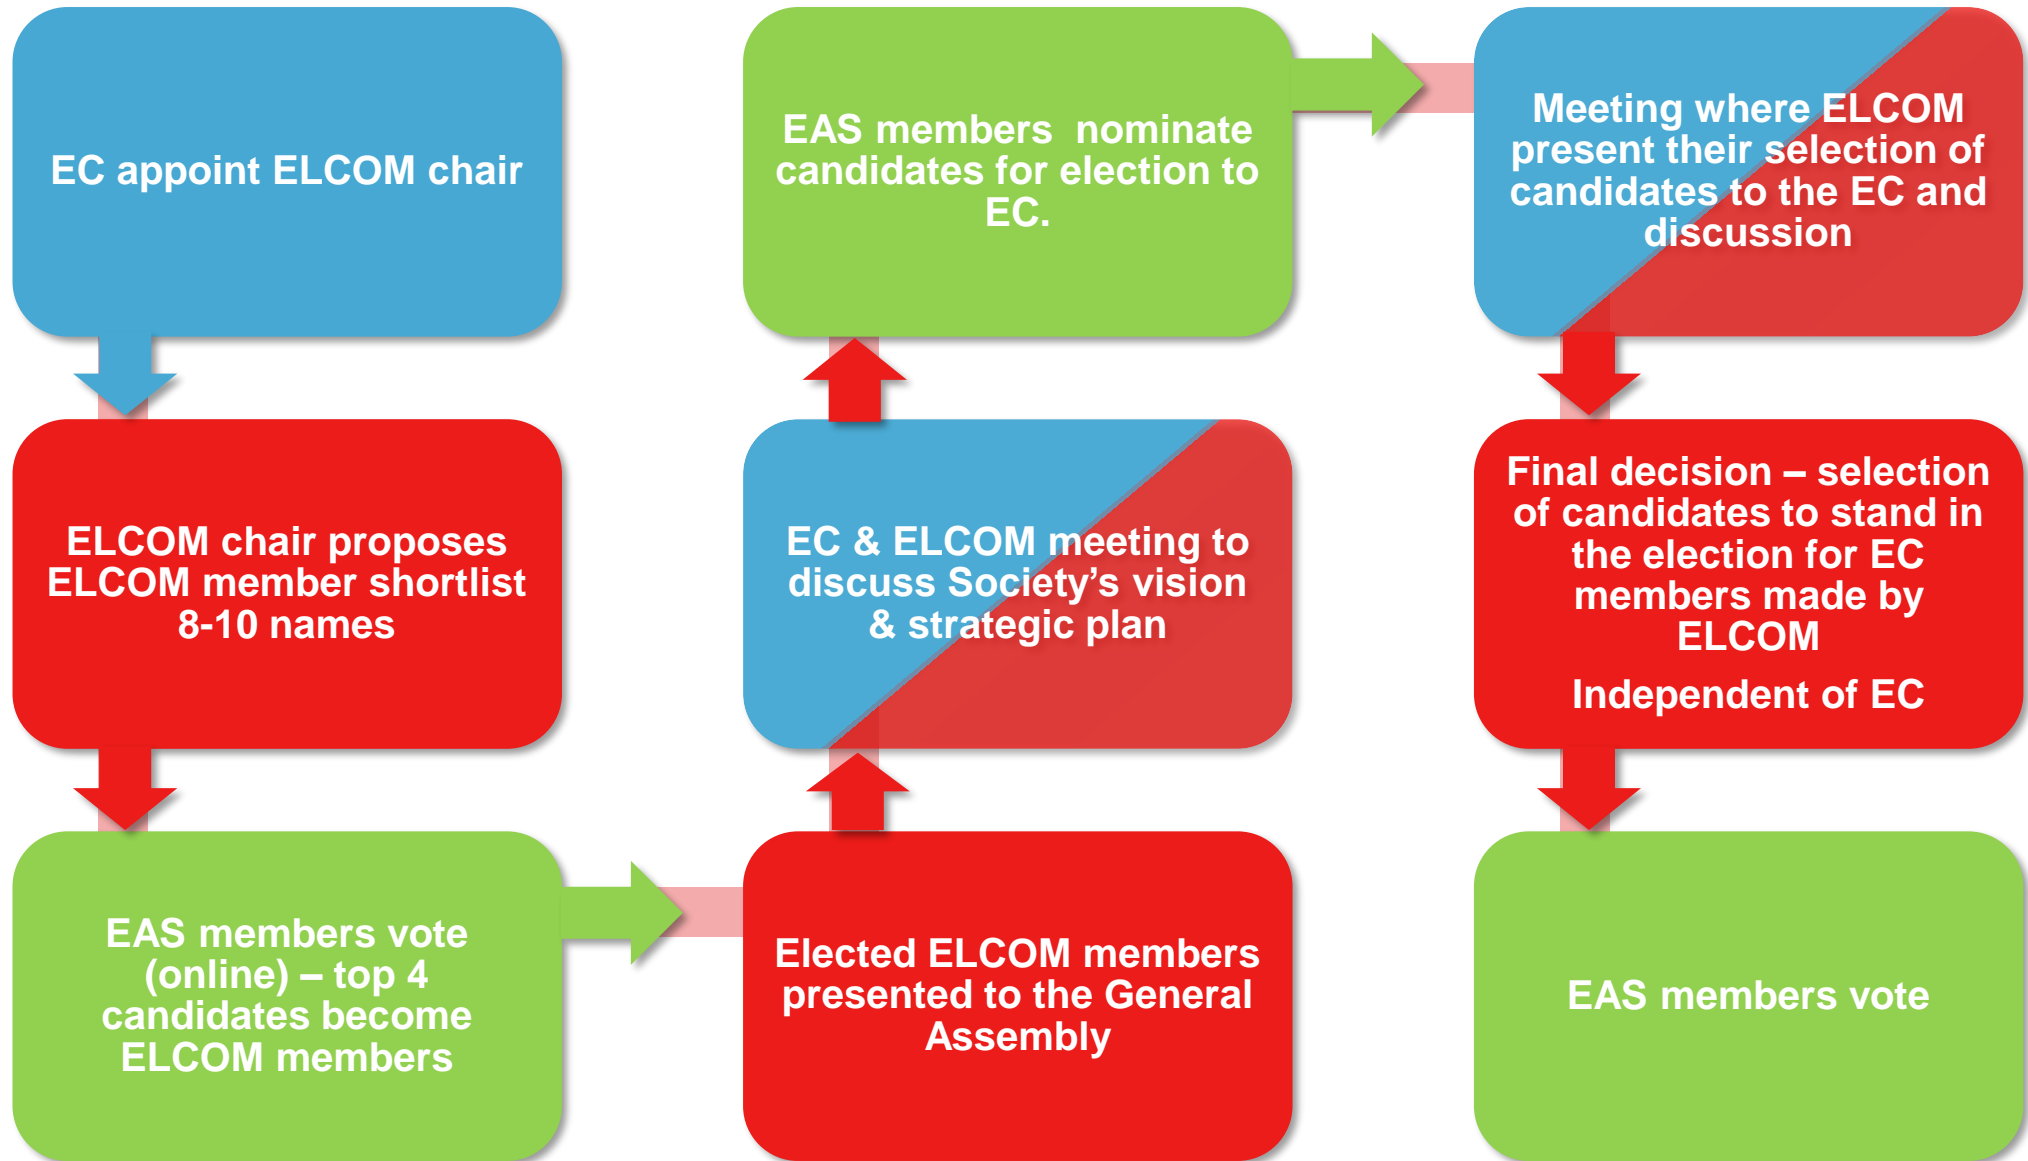 EC appoint ELCOM chair
ELCOM chair proposes
ELCOM member shortlist
8-10 names
EAS members vote
(online) – top 4
candidates become
ELCOM members
Elected ELCOM members
presented to the General
Assembly
EC & ELCOM meeting to
discuss Society’s vision
& strategic plan
EAS members  nominate
candidates for election to
EC.
Meeting where ELCOM
present their selection of
candidates to the EC and
discussion
Final decision – selection
of candidates to stand in
the election for EC
members made by
ELCOM
Independent of EC
EAS members vote